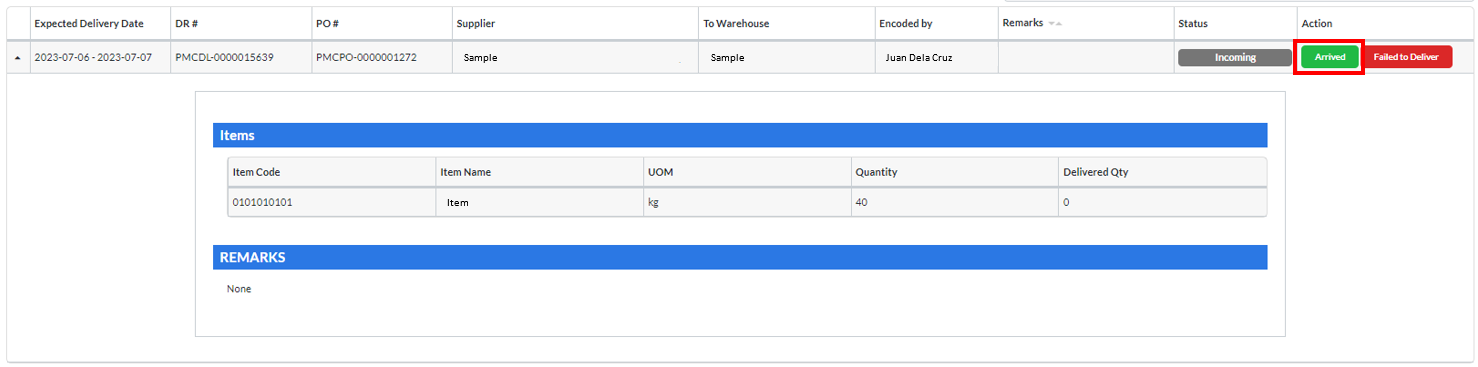 Expected Delivery Date DR # PO # Supplier To Warehouse Encoded by Remarks Status Action
2023-07-06 - 2023-07-07 PMCDL-0000015639 PMCPO-0000001272 Sample Sample Juan Dela Cruz Incoming Arrived Failed to Deliver
Items
Item Code Item Name UOM Quantity Delivered Qty
0101010101 Item kg 40 0
REMARKS
None